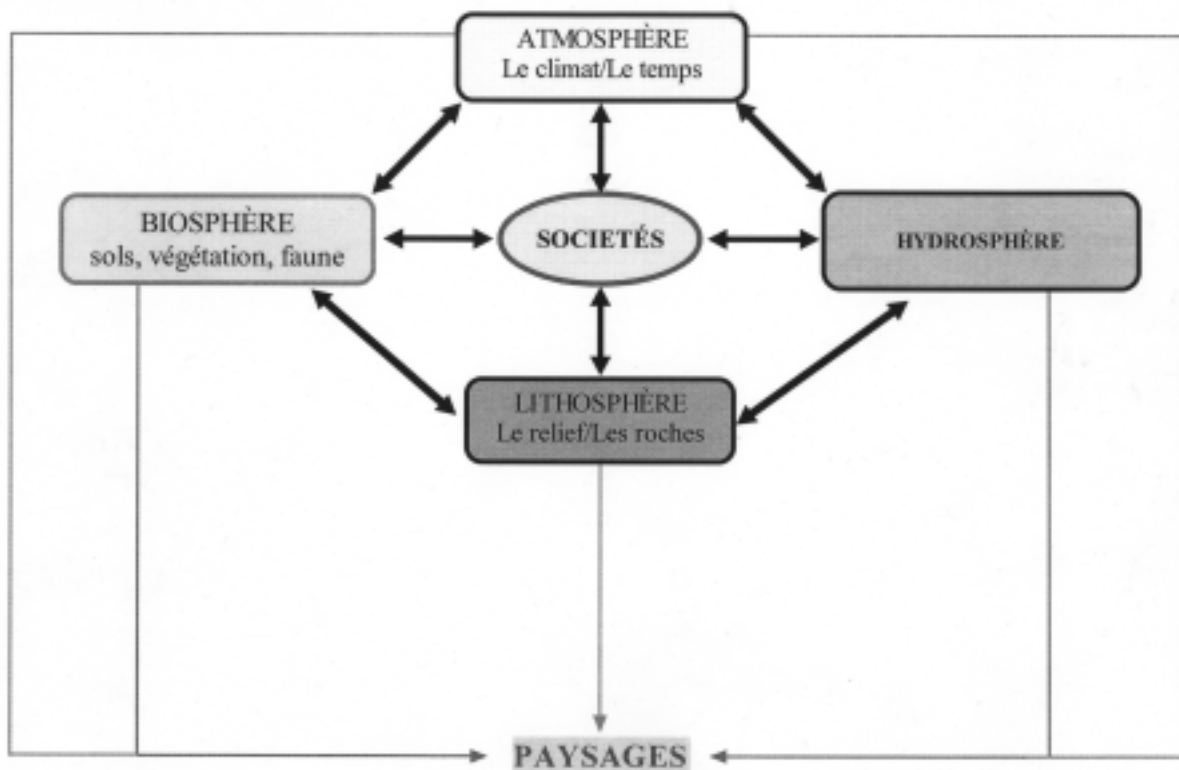 ATMOSPHÈRE
Le climat/Le temps
BIOSPHÈRE
sols, végétation, faune
SOCIETÉS
HYDROSPHÈRE
LITHOSPHÈRE
Le relief/Les roches
PAYSAGES